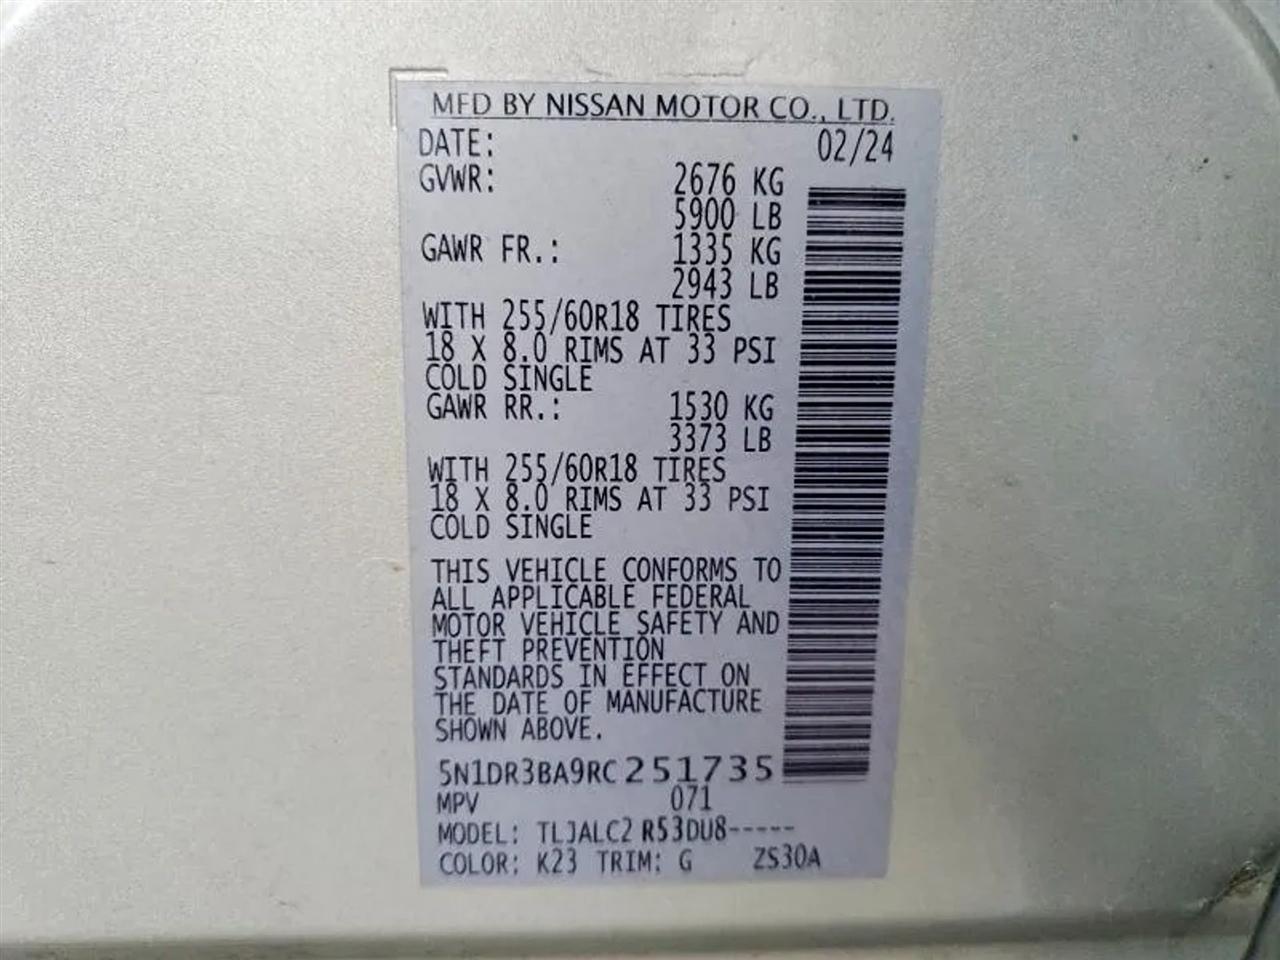 MFD BY NISSAN MOTOR CO., LTD.
DATE: 02/24
GVWR: 2676 KG
5900 LB
GAWR FR.: 1335 KG
2943 LB
WITH 255/60R18 TIRES
18 X 8.0 RIMS AT 33 PSI
COLD SINGLE
GAWR RR.: 1530 KG
3373 LB
WITH 255/60R18 TIRES
18 X 8.0 RIMS AT 33 PSI
COLD SINGLE
THIS VEHICLE CONFORMS TO
ALL APPLICABLE FEDERAL
MOTOR VEHICLE SAFETY AND
THEFT PREVENTION
STANDARDS IN EFFECT ON
THE DATE OF MANUFACTURE
SHOWN ABOVE.
5N1DR3BA9RC251735
MPV 071
MODEL: TLJALC2 R53DU8-----
COLOR: K23 TRIM: G ZS30A